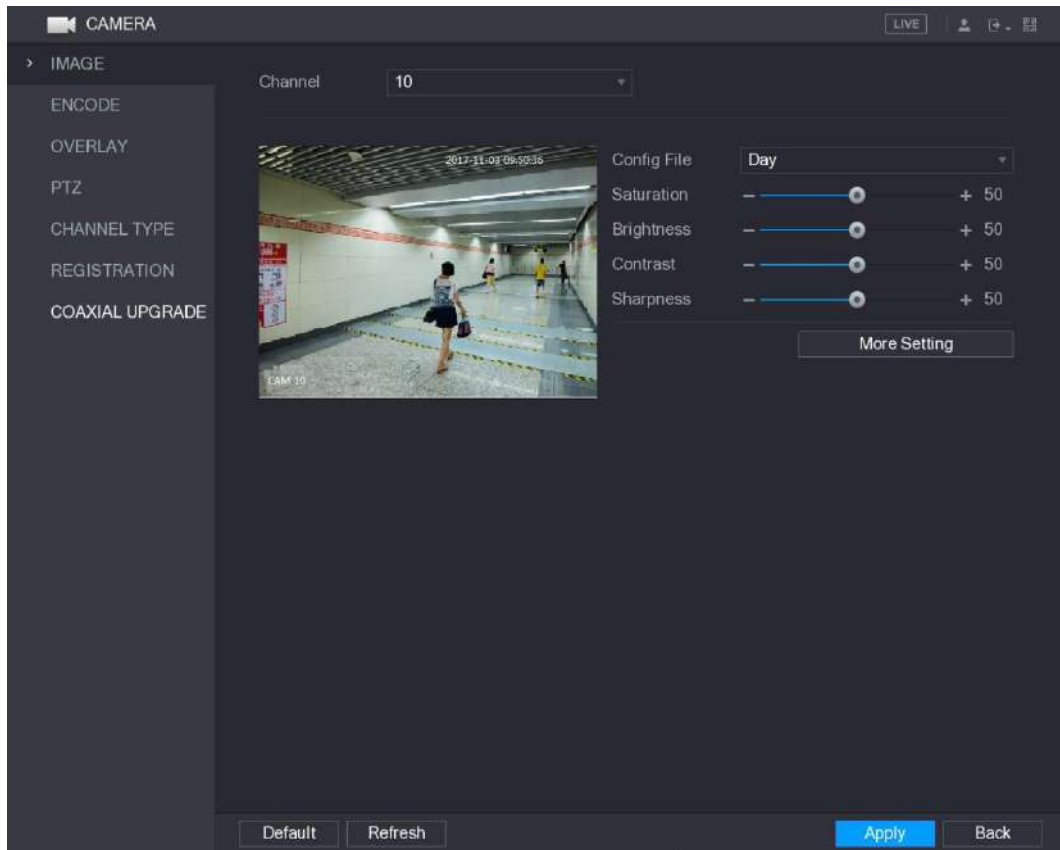 CAMERA
LIVE
IMAGE
ENCODE
OVERLAY
PTZ
CHANNEL TYPE
REGISTRATION
COAXIAL UPGRADE
Channel 10
2017-11-03 09:50:36
CAM 10
Config File Day
Saturation 50
Brightness 50
Contrast 50
Sharpness 50
More Setting
Default Refresh Apply Back